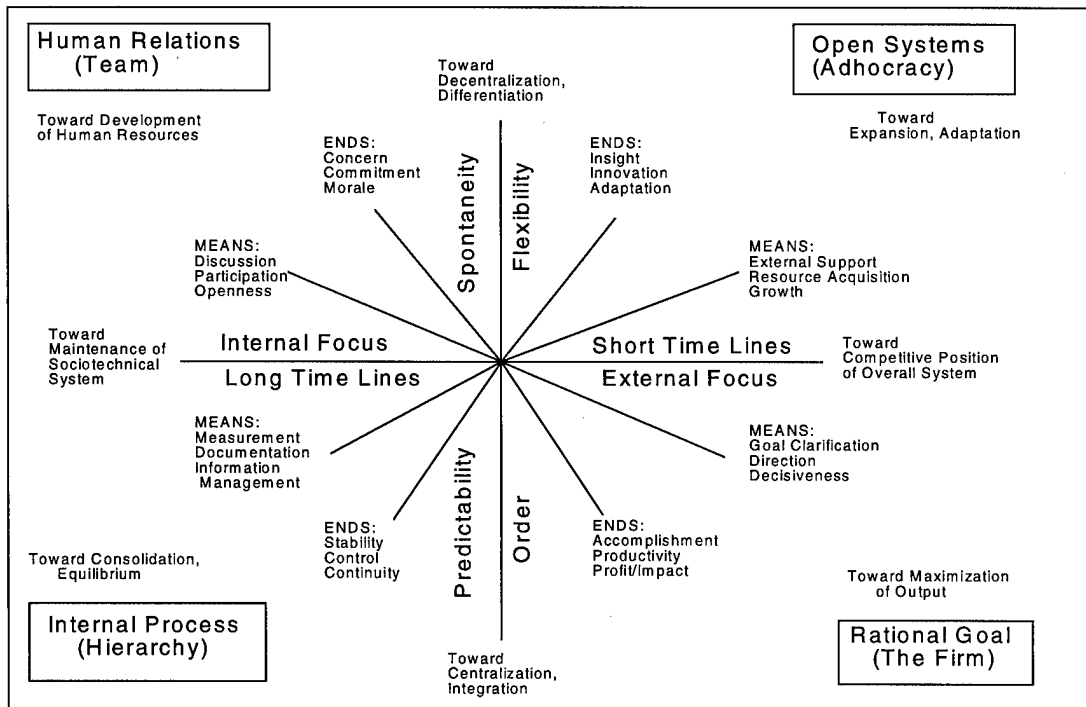 Human Relations
(Team)
Open Systems
(Adhocracy)
Toward
Decentralization,
Differentiation
Toward Development
of Human Resources
Toward
Expansion, Adaptation
ENDS:
Concern
Commitment
Morale
ENDS:
Insight
Innovation
Adaptation
Spontaneity
Flexibility
MEANS:
Discussion
Participation
Openness
MEANS:
External Support
Resource Acquisition
Growth
Toward
Maintenance of
Sociotechnical
System
Internal Focus
Long Time Lines
Short Time Lines
External Focus
Toward
Competitive Position
of Overall System
MEANS:
Measurement
Documentation
Information
Management
MEANS:
Goal Clarification
Direction
Decisiveness
Predictability
Order
ENDS:
Stability
Control
Continuity
ENDS:
Accomplishment
Productivity
Profit/Impact
Toward Consolidation,
Equilibrium
Toward Maximization
of Output
Internal Process
(Hierarchy)
Toward
Centralization,
Integration
Rational Goal
(The Firm)